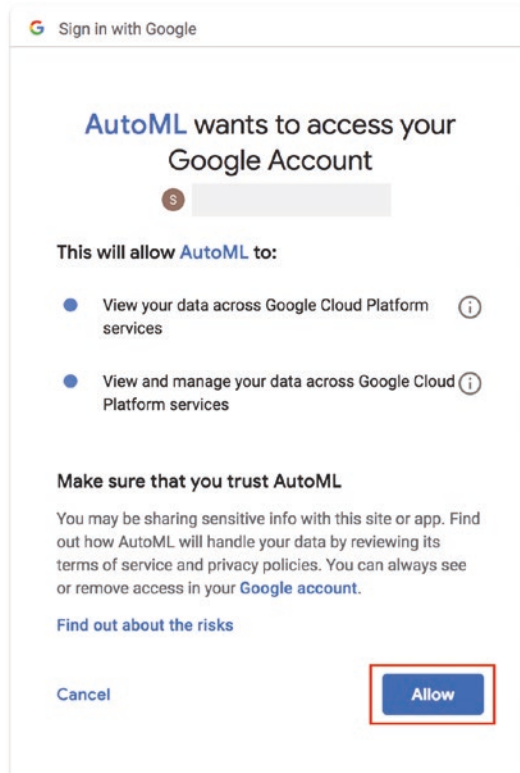 Sign in with Google
AutoML wants to access your
Google Account
S
This will allow AutoML to:
View your data across Google Cloud Platform
services
View and manage your data across Google Cloud
Platform services
Make sure that you trust AutoML
You may be sharing sensitive info with this site or app. Find
out how AutoML will handle your data by reviewing its
terms of service and privacy policies. You can always see
or remove access in your Google account.
Find out about the risks
Cancel
Allow